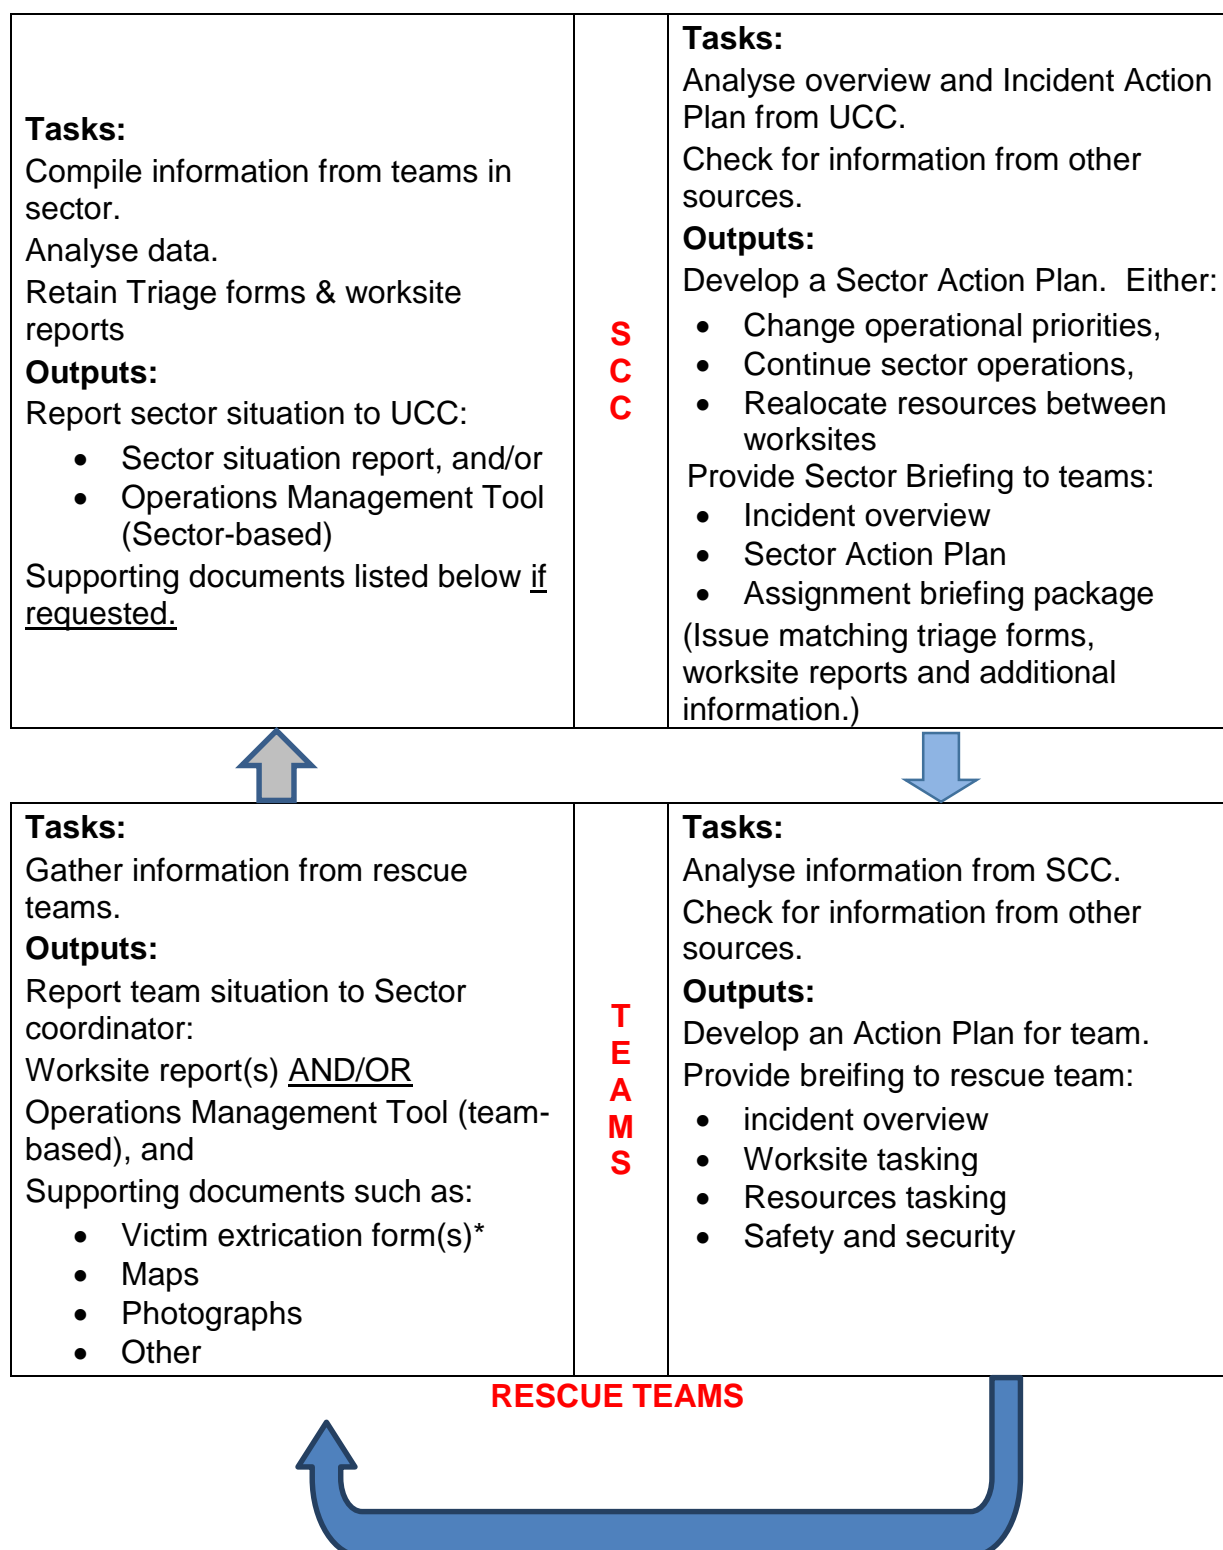 Tasks:
Compile information from teams in
sector.
Analyse data.
Retain Triage forms & worksite
reports
Outputs:
Report sector situation to UCC:
• Sector situation report, and/or
• Operations Management Tool
(Sector-based)
Supporting documents listed below if
requested.
S
C
C
Tasks:
Analyse overview and Incident Action
Plan from UCC.
Check for information from other
sources.
Outputs:
Develop a Sector Action Plan.  Either:
• Change operational priorities,
• Continue sector operations,
• Realocate resources between
worksites
Provide Sector Briefing to teams:
• Incident overview
• Sector Action Plan
• Assignment briefing package
(Issue matching triage forms,
worksite reports and additional
information.)
Tasks:
Gather information from rescue
teams.
Outputs:
Report team situation to Sector
coordinator:
Worksite report(s) AND/OR
Operations Management Tool (team-
based), and
Supporting documents such as:
• Victim extrication form(s)*
• Maps
• Photographs
• Other
T
E
A
M
S
Tasks:
Analyse information from SCC.
Check for information from other
sources.
Outputs:
Develop an Action Plan for team.
Provide breifing to rescue team:
• incident overview
• Worksite tasking
• Resources tasking
• Safety and security
RESCUE TEAMS